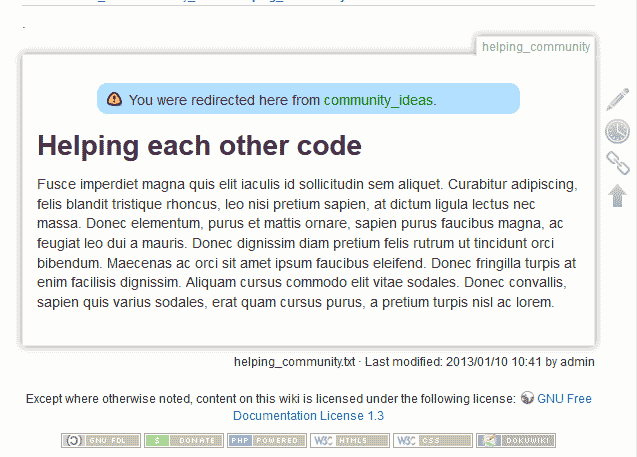 .
helping_community
You were redirected here from community_ideas.
Helping each other code
Fusce imperdiet magna quis elit iaculis id sollicitudin sem aliquet. Curabitur adipiscing,
felis blandit tristique rhoncus, leo nisi pretium sapien, at dictum ligula lectus nec
massa. Donec elementum, purus et mattis ornare, sapien purus faucibus magna, ac
feugiat leo dui a mauris. Donec dignissim diam pretium felis rutrum ut tincidunt orci
bibendum. Maecenas ac orci sit amet ipsum faucibus eleifend. Donec fringilla turpis at
enim facilisis dignissim. Aliquam cursus commodo elit vitae sodales. Donec convallis,
sapien quis varius sodales, erat quam cursus purus, a pretium turpis nisl ac lorem.
helping_community.txt · Last modified: 2013/01/10 10:41 by admin
Except where otherwise noted, content on this wiki is licensed under the following license: GNU Free
Documentation License 1.3
GNU FDL $ DONATE PHP POWERED W3C HTML5 W3C CSS DOKUWIKI